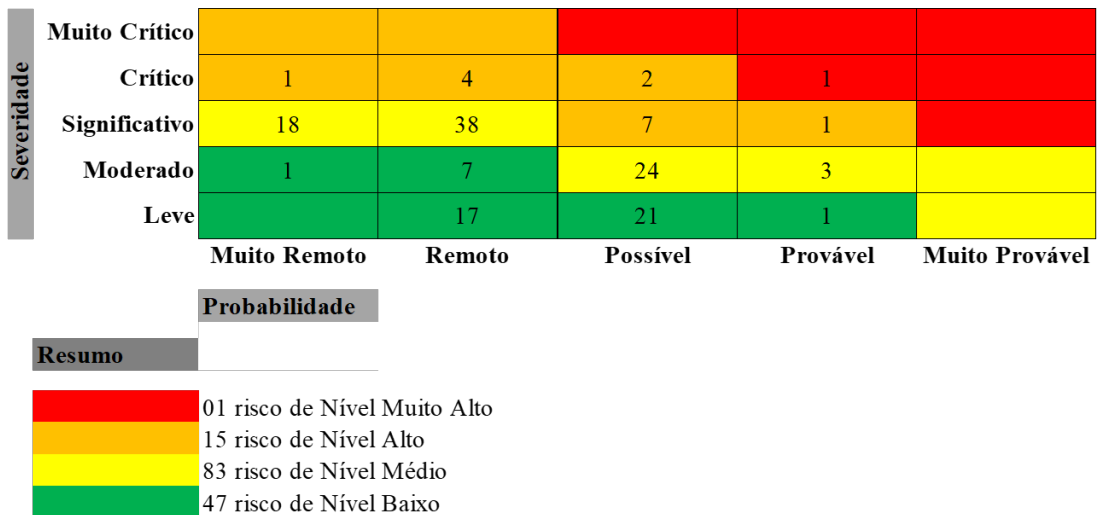 Severidade
Muito Crítico
Crítico 1 4 2 1
Significativo 18 38 7 1
Moderado 1 7 24 3
Leve 17 21 1
Muito Remoto Remoto Possível Provável Muito Provável
Probabilidade
Resumo
01 risco de Nível Muito Alto
15 risco de Nível Alto
83 risco de Nível Médio
47 risco de Nível Baixo